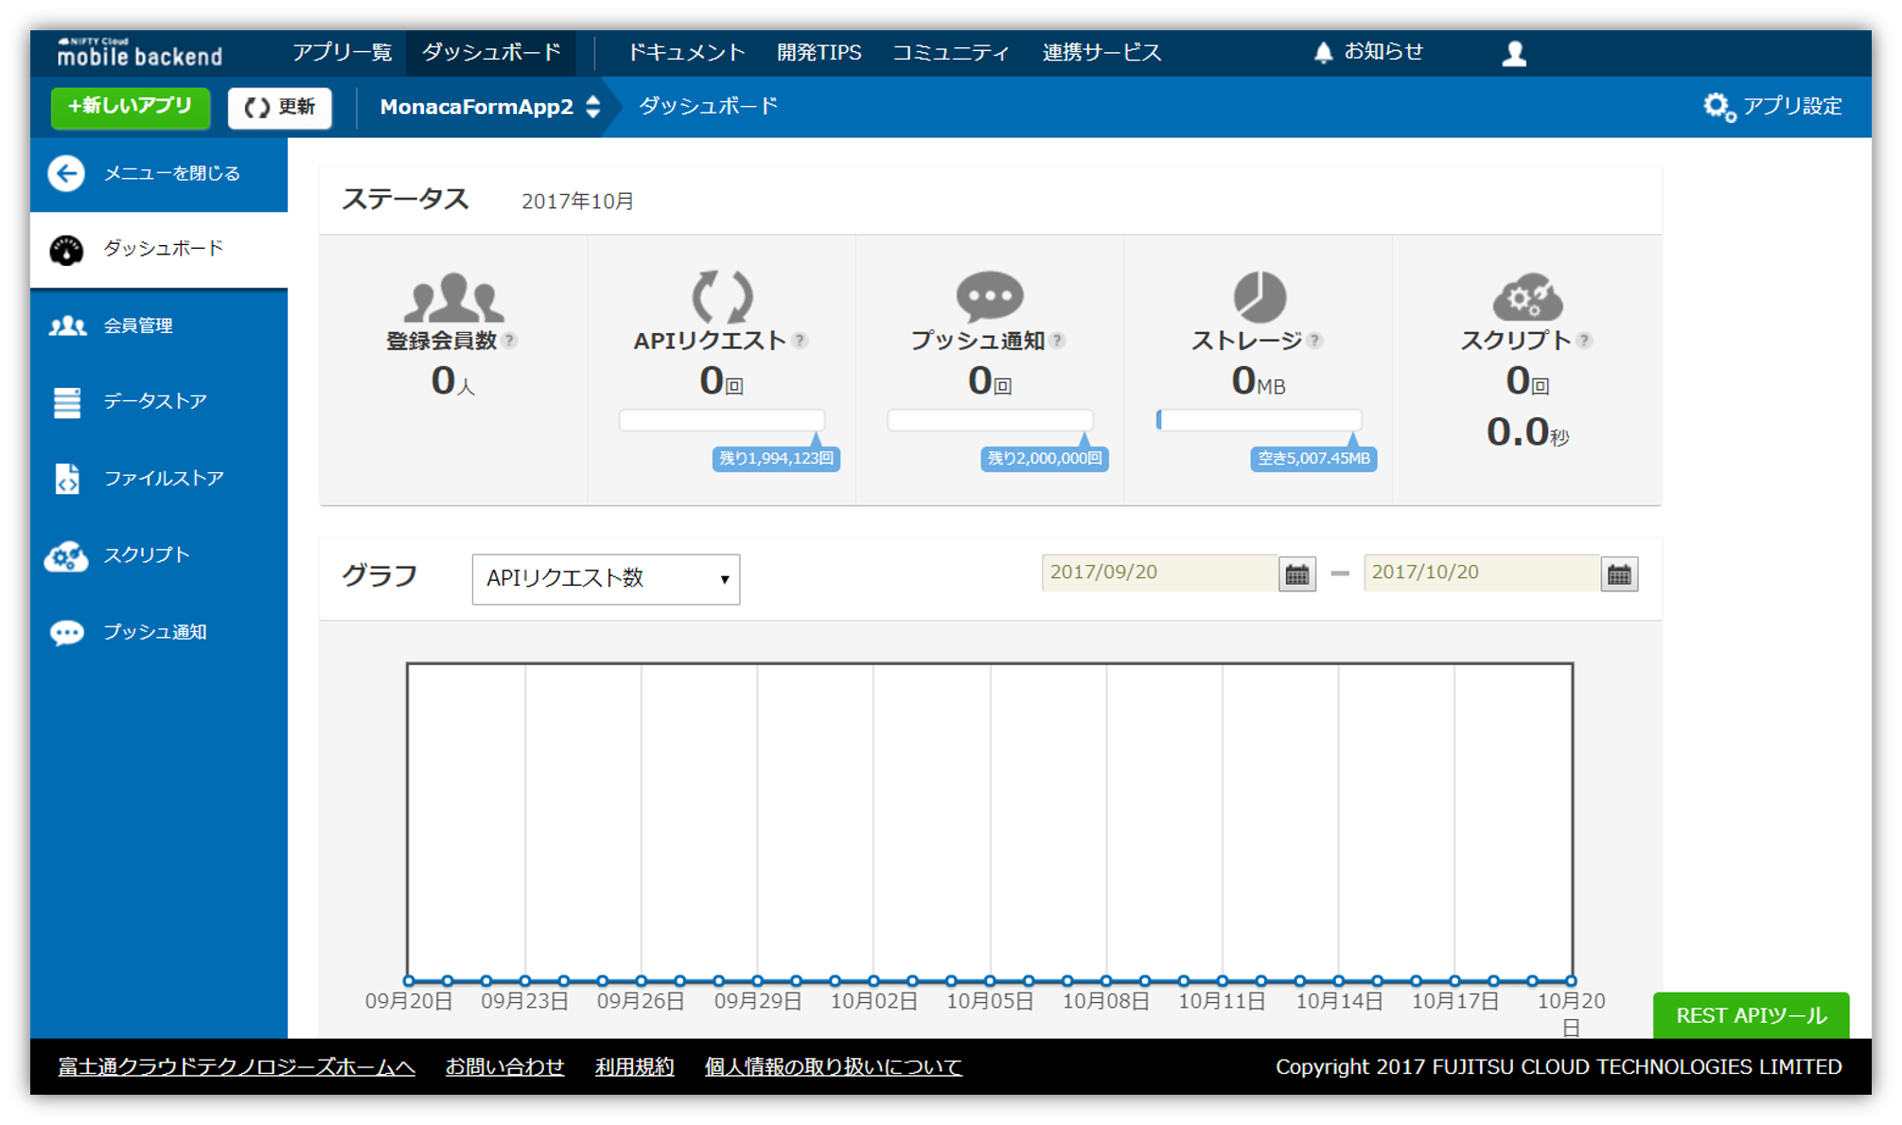 NIFTY Cloud
mobile backend
アプリ一覧 ダッシュボード ドキュメント 開発TIPS コミュニティ 連携サービス お知らせ
+新しいアプリ 更新 MonacaFormApp2 ダッシュボード アプリ設定
メニューを閉じる
ダッシュボード
会員管理
データストア
ファイルストア
スクリプト
プッシュ通知
ステータス 2017年10月
登録会員数 ?
0人
APIリクエスト ?
0回
残り1,994,123回
プッシュ通知 ?
0回
残り2,000,000回
ストレージ ?
0MB
空き5,007.45MB
スクリプト ?
0回
0.0秒
グラフ APIリクエスト数 2017/09/20 2017/10/20
09月20日 09月23日 09月26日 09月29日 10月02日 10月05日 10月08日 10月11日 10月14日 10月17日 10月20日
REST APIツール
富士通クラウドテクノロジーズホームへ お問い合わせ 利用規約 個人情報の取り扱いについて Copyright 2017 FUJITSU CLOUD TECHNOLOGIES LIMITED